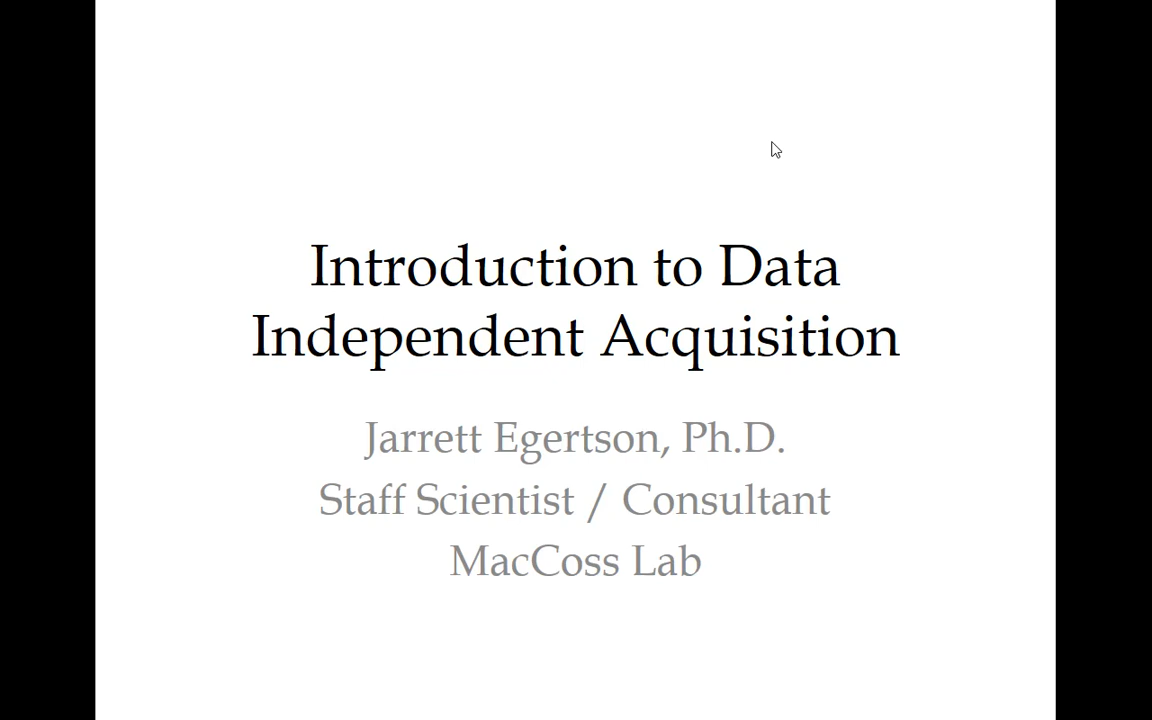 Introduction to Data
Independent Acquisition
Jarrett Egertson, Ph.D.
Staff Scientist / Consultant
MacCoss Lab